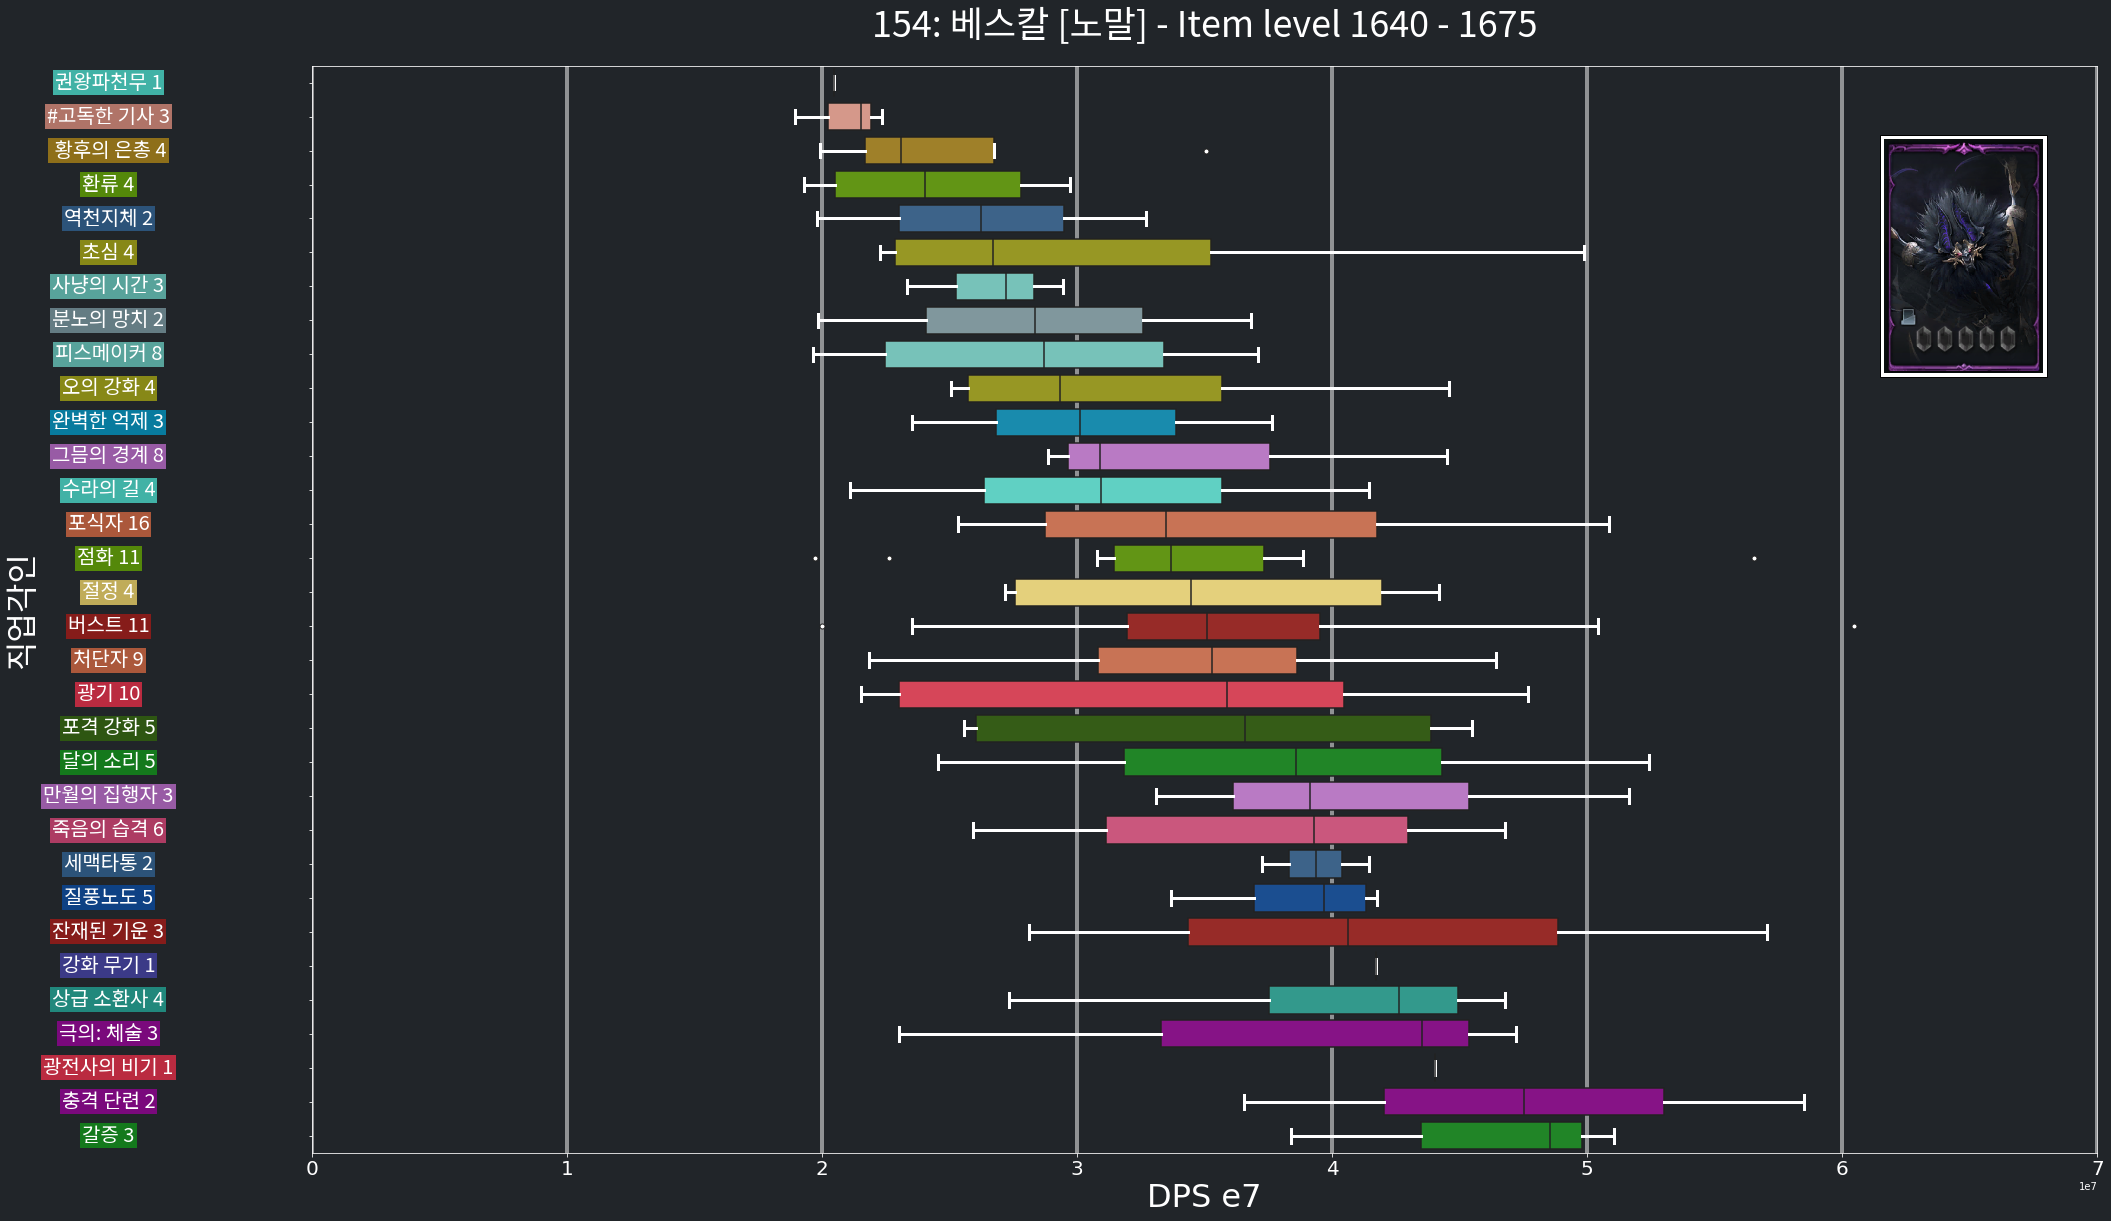 154: 베스칼 [노말] - Item level 1640 - 1675
권왕파천무 1
#고독한 기사 3
황후의 은총 4
환류 4
역천지체 2
초심 4
사냥의 시간 3
분노의 망치 2
피스메이커 8
오의 강화 4
완벽한 억제 3
그믐의 경계 8
수라의 길 4
포식자 16
점화 11
절정 4
버스트 11
처단자 9
광기 10
포격 강화 5
달의 소리 5
만월의 집행자 3
죽음의 습격 6
세맥타통 2
질풍노도 5
잔재된 기운 3
강화 무기 1
상급 소환사 4
극의: 체술 3
광전사의 비기 1
충격 단련 2
갈증 3
직업각인
0 1 2 3 4 5 6 7
1e7
DPS e7